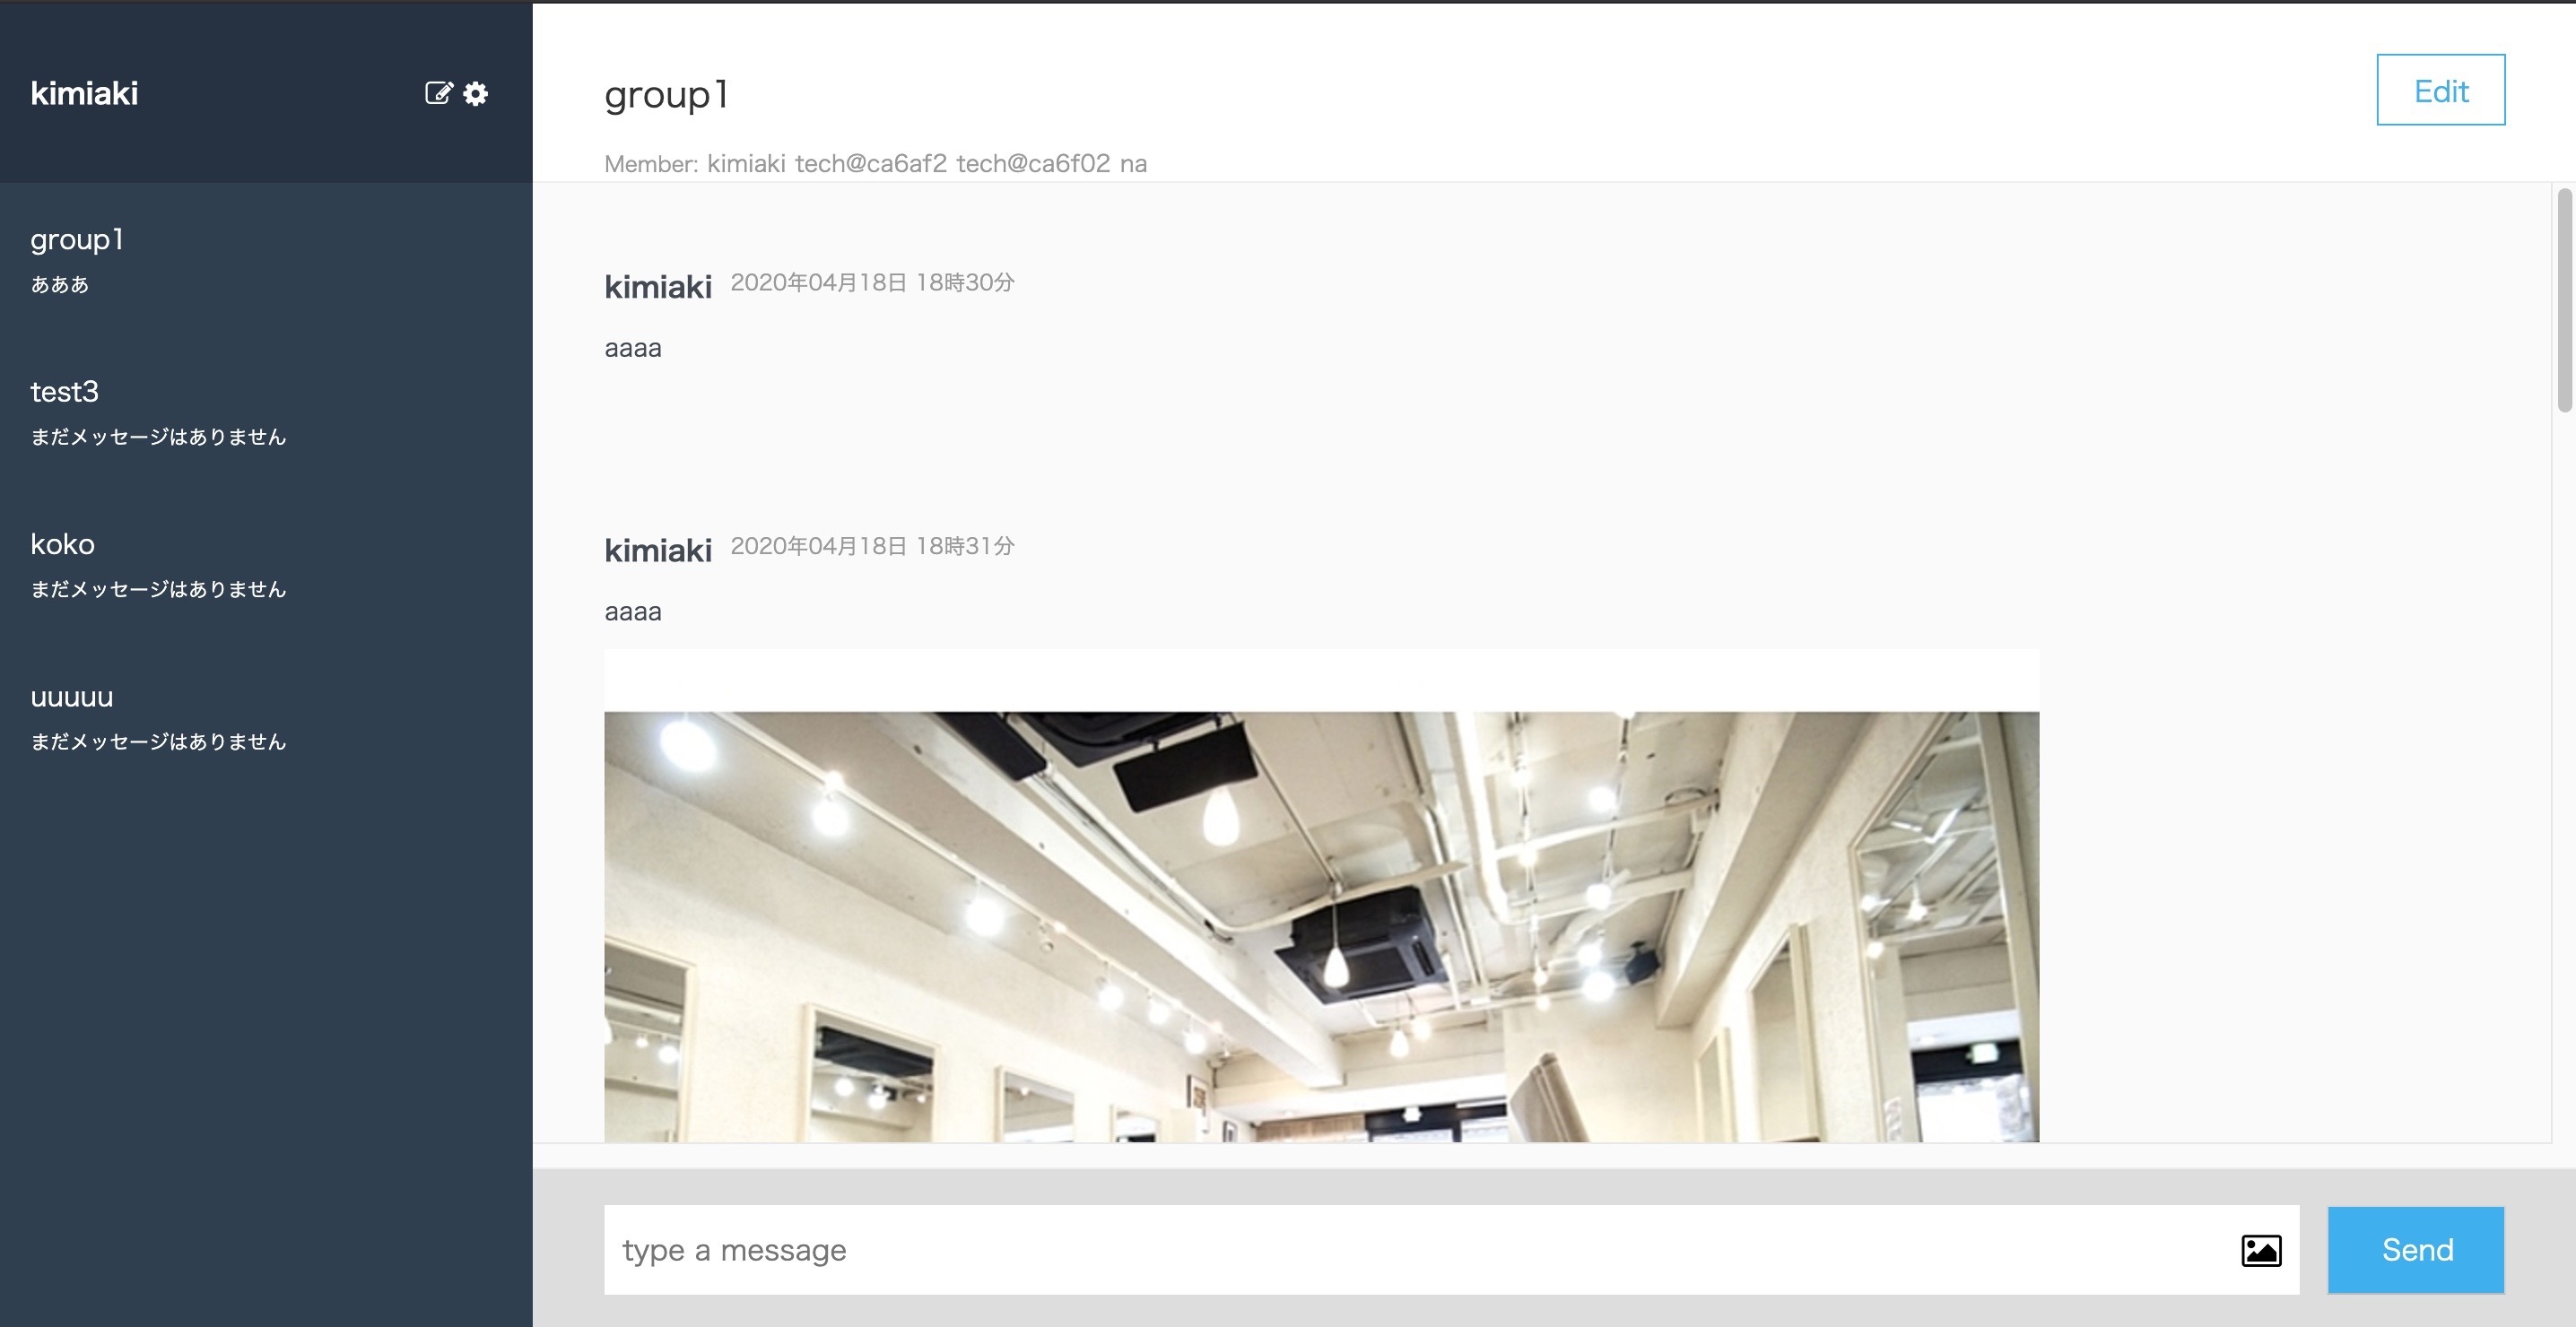 kimiaki
group1
あああ
test3
まだメッセージはありません
koko
まだメッセージはありません
uuuuu
まだメッセージはありません
group1
Edit
Member: kimiaki tech@ca6af2 tech@ca6f02 na
kimiaki 2020年04月18日 18時30分
aaaa
kimiaki 2020年04月18日 18時31分
aaaa
type a message
Send